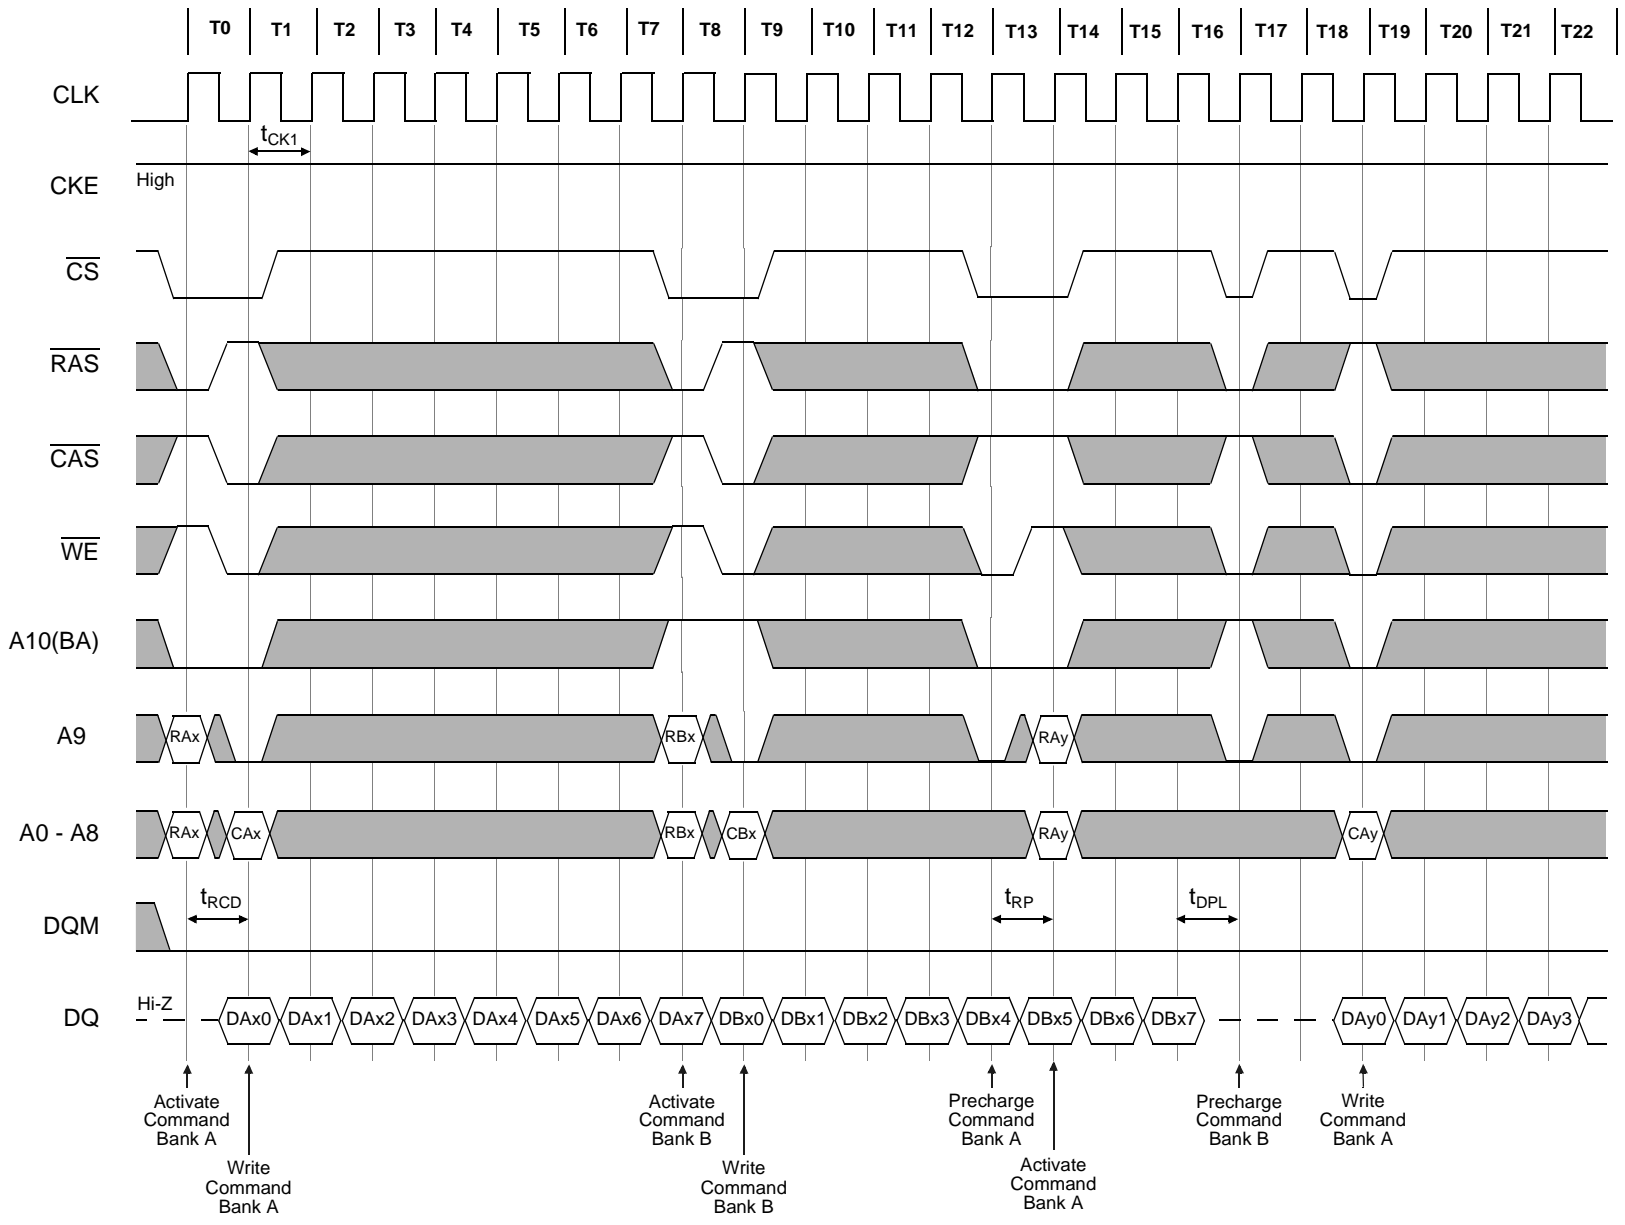 T0 T1 T2 T3 T4 T5 T6 T7 T8 T9 T10 T11 T12 T13 T14 T15 T16 T17 T18 T19 T20 T21 T22
CLK
tCK1
CKE
High
CS
RAS
CAS
WE
A10(BA)
A9
RAx RBx RAy
A0 - A8
RAx CAx RBx CBx RAy CAy
tRCD tRP tDPL
DQM
DQ
Hi-Z
DAx0 DAx1 DAx2 DAx3 DAx4 DAx5 DAx6 DAx7 DBx0 DBx1 DBx2 DBx3 DBx4 DBx5 DBx6 DBx7 DAy0 DAy1 DAy2 DAy3
Activate
Command
Bank A
Write
Command
Bank A
Activate
Command
Bank B
Write
Command
Bank B
Precharge
Command
Bank A
Activate
Command
Bank A
Precharge
Command
Bank B
Write
Command
Bank A